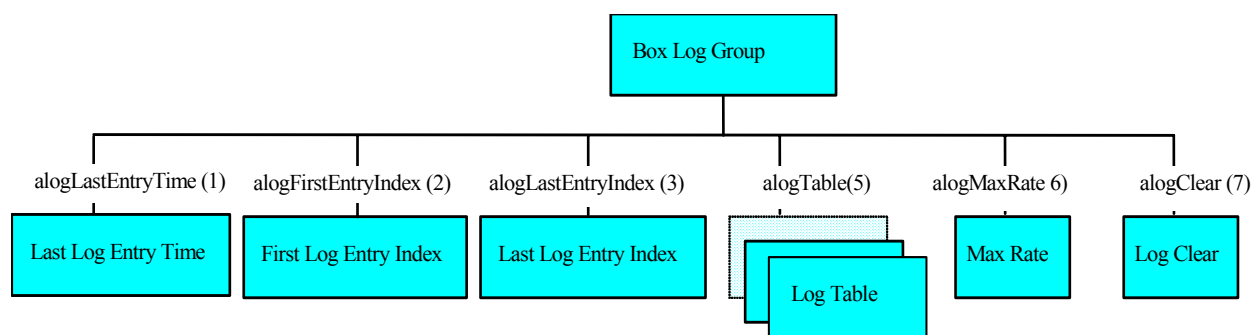 Box Log Group
alogLastEntryTime (1) alogFirstEntryIndex (2) alogLastEntryIndex (3) alogTable(5) alogMaxRate 6) alogClear (7)
Last Log Entry Time First Log Entry Index Last Log Entry Index Max Rate Log Clear
Log Table